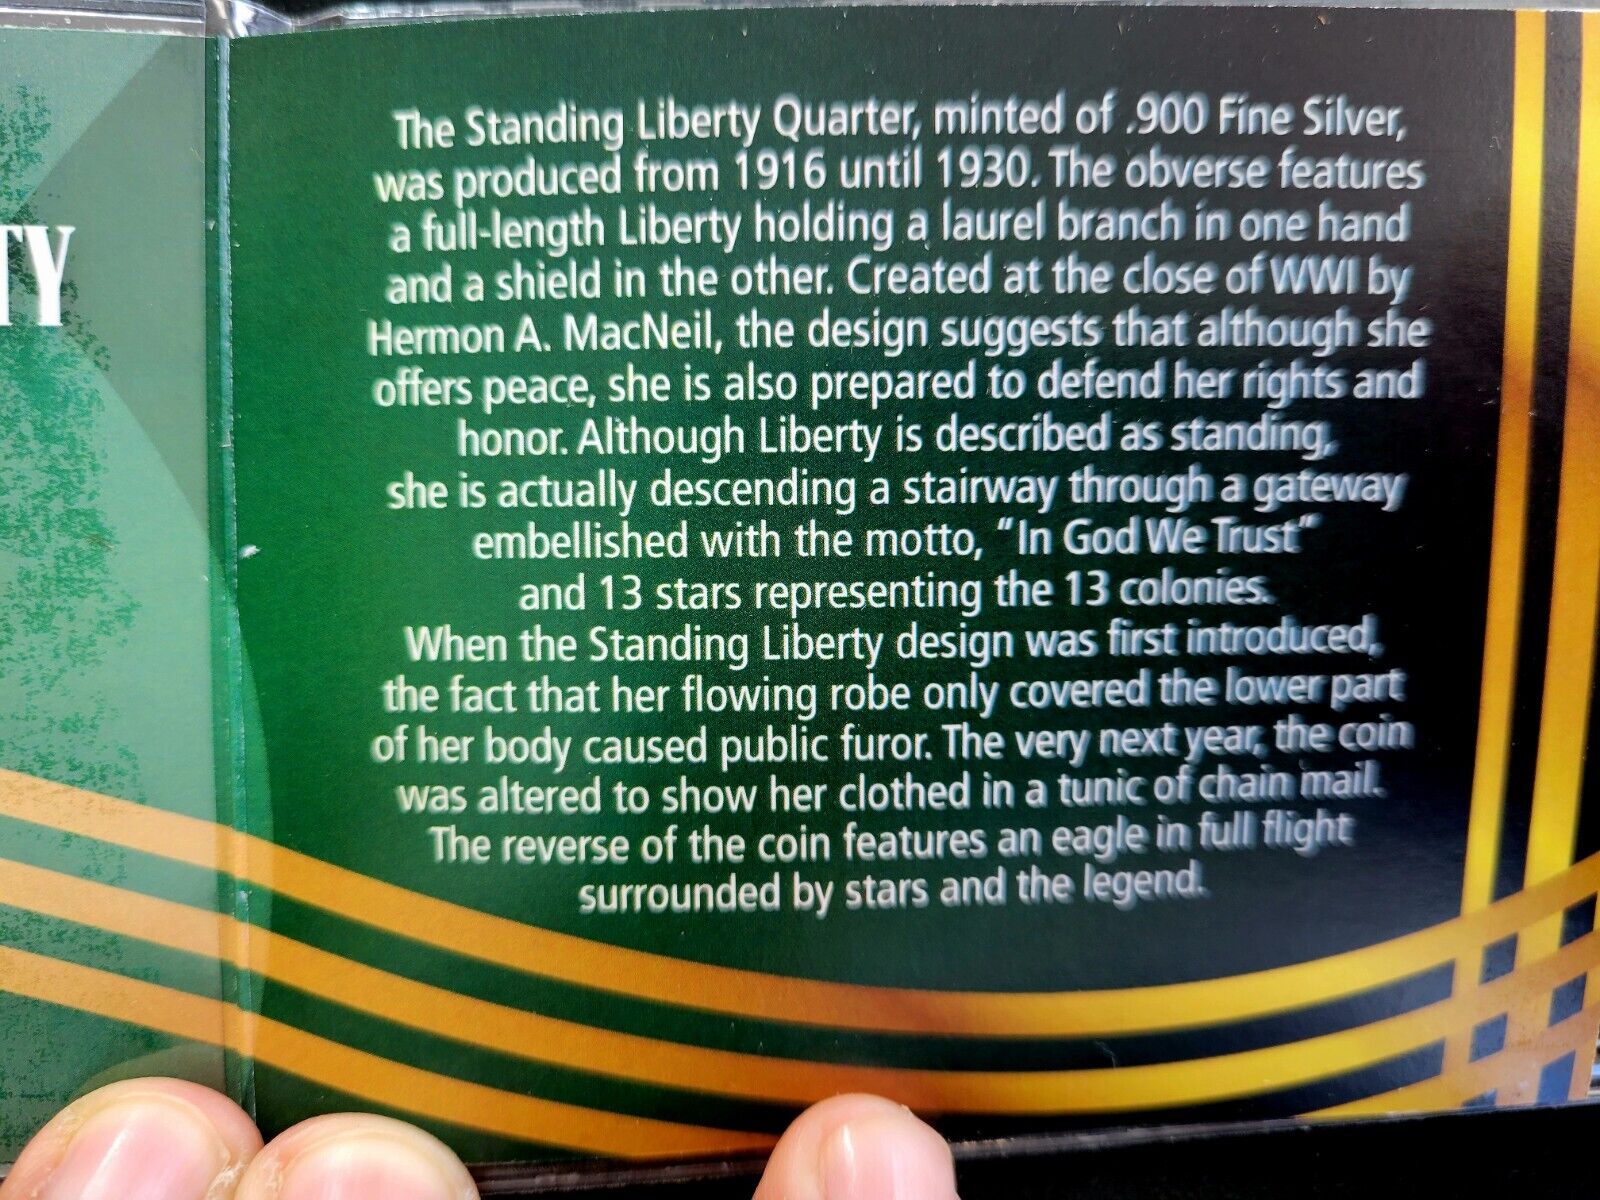 TY
The Standing Liberty Quarter, minted of .900 Fine Silver,
was produced from 1916 until 1930. The obverse features
a full-length Liberty holding a laurel branch in one hand
and a shield in the other. Created at the close of WWI by
Hermon A. MacNeil, the design suggests that although she
offers peace, she is also prepared to defend her rights and
honor. Although Liberty is described as standing,
she is actually descending a stairway through a gateway
embellished with the motto, "In God We Trust"
and 13 stars representing the 13 colonies.
When the Standing Liberty design was first introduced,
the fact that her flowing robe only covered the lower part
of her body caused public furor. The very next year, the coin
was altered to show her clothed in a tunic of chain mail.
The reverse of the coin features an eagle in full flight
surrounded by stars and the legend.